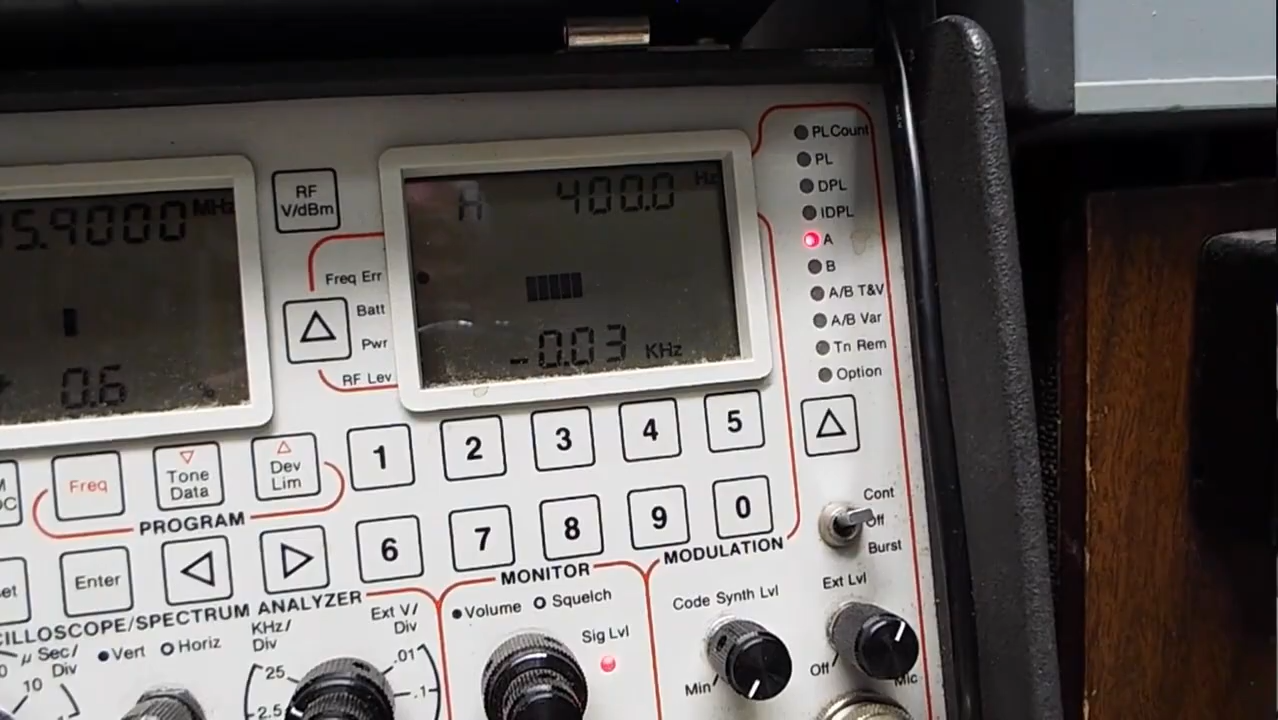 PL Count
PL
RF
V/dBm
A 400.0 Hz
DPL
5.9000 MHz
IDPL
A
Freq Err
B
Batt
A/B T&V
A/B Var
Pwr
-0.03 KHz
Tn Rem
RF Lev
Option
0.6
1 2 3 4 5
Freq
Tone
Data
Dev
Lim
PROGRAM
Cont
Off
Burst
6 7 8 9 0
Enter
MONITOR
MODULATION
CILLOSCOPE/SPECTRUM ANALYZER
Volume
Squelch
Code Synth Lvl
Ext Lvl
µ Sec/
Div
Vert
Horiz
KHz/
Div
Ext V/
Div
Sig Lvl
10
25
2.5
.01
.1
Min
Off
Mic